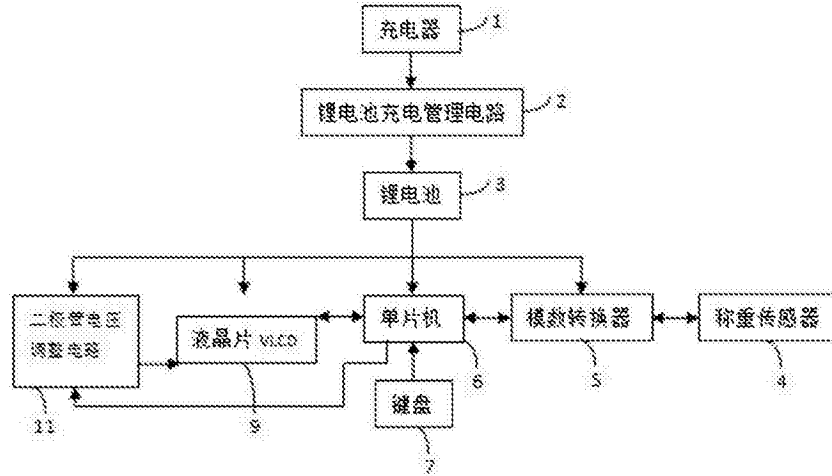 充电器
1
锂电池充电管理电路
2
锂电池
3
二极管电压
调整电路
液晶片 VLCD
单片机
模数转换器
称重传感器
11
9
6
5
4
键盘
7